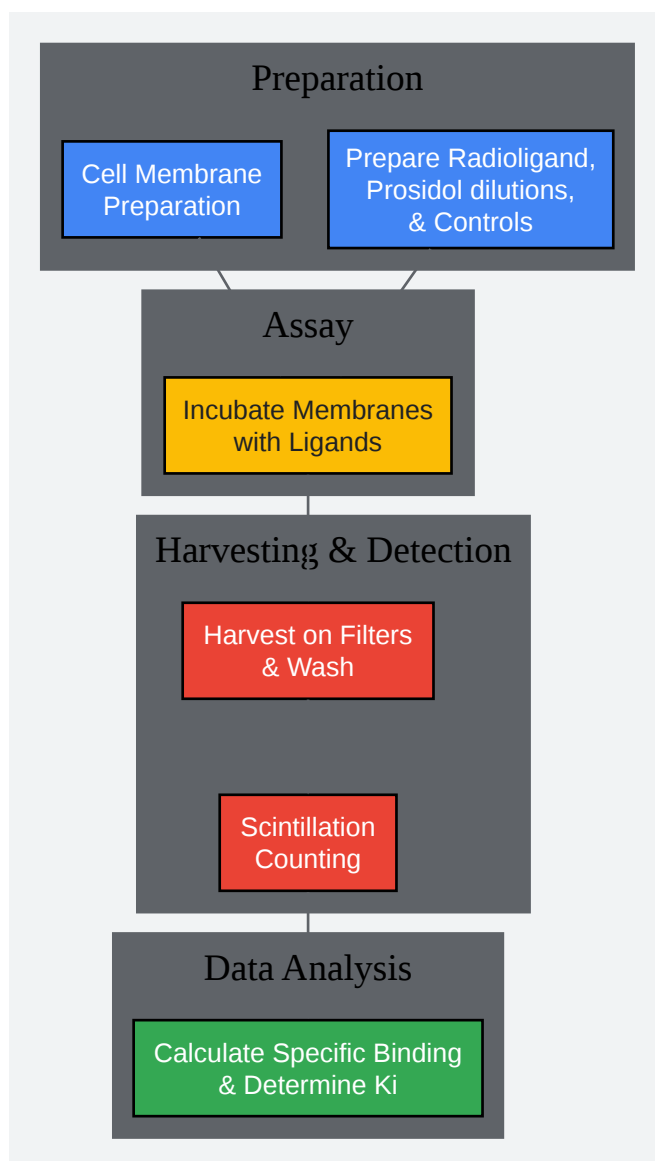 Preparation
Cell Membrane
Preparation
Prepare Radioligand,
Prosidol dilutions,
& Controls
Assay
Incubate Membranes
with Ligands
Harvesting & Detection
Harvest on Filters
& Wash
Scintillation
Counting
Data Analysis
Calculate Specific Binding
& Determine Ki